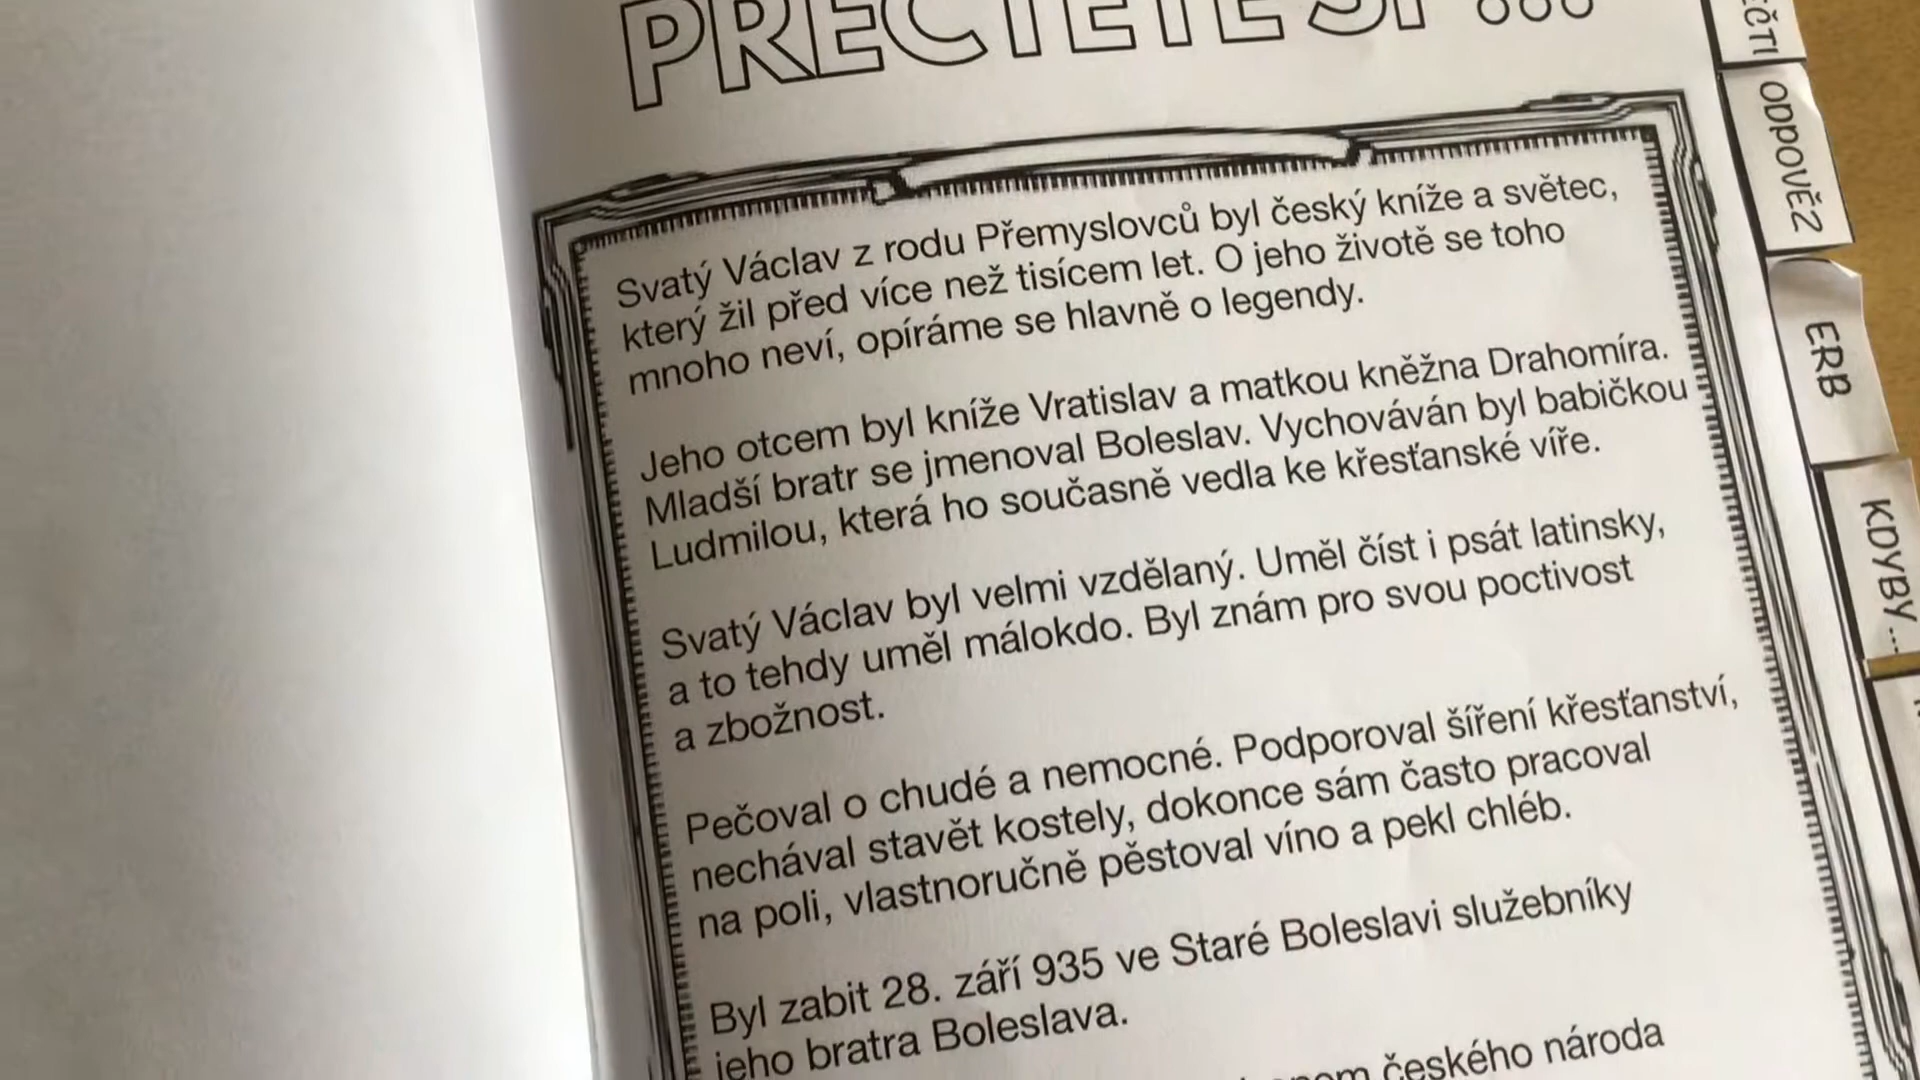 PŘEČTĚTE SI ...
Svatý Václav z rodu Přemyslovců byl český kníže a světec,
který žil před více než tisícem let. O jeho životě se toho
mnoho neví, opíráme se hlavně o legendy.
Jeho otcem byl kníže Vratislav a matkou kněžna Drahomíra.
Mladší bratr se jmenoval Boleslav. Vychováván byl babičkou
Ludmilou, která ho současně vedla ke křesťanské víře.
Svatý Václav byl velmi vzdělaný. Uměl číst i psát latinsky,
a to tehdy uměl málokdo. Byl znám pro svou poctivost
a zbožnost.
Pečoval o chudé a nemocné. Podporoval šíření křesťanství,
nechával stavět kostely, dokonce sám často pracoval
na poli, vlastnoručně pěstoval víno a pekl chléb.
Byl zabit 28. září 935 ve Staré Boleslavi služebníky
jeho bratra Boleslava.
českého národa
ODPOVĚZ
ERB
KDYBY ...